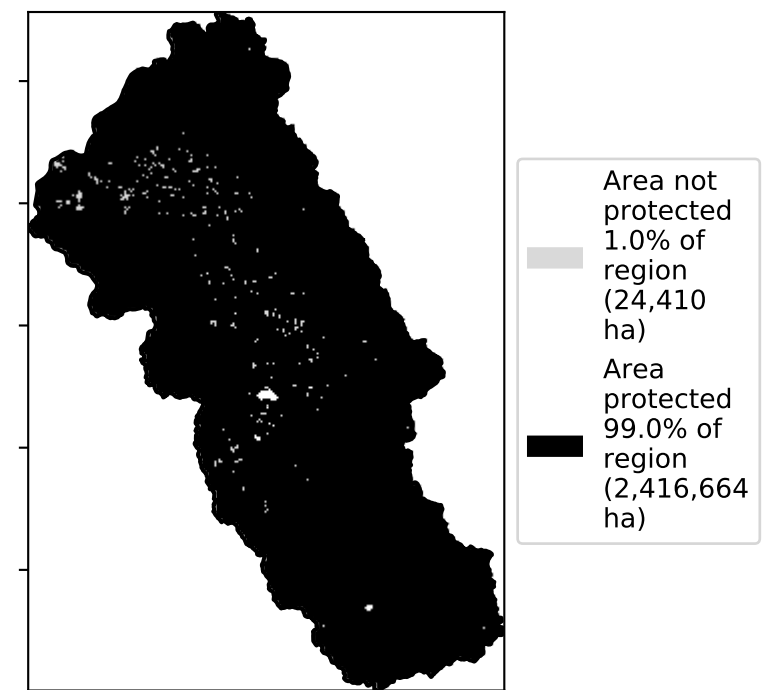 Area not
protected
1.0% of
region
(24,410
ha)
Area
protected
99.0% of
region
(2,416,664
ha)